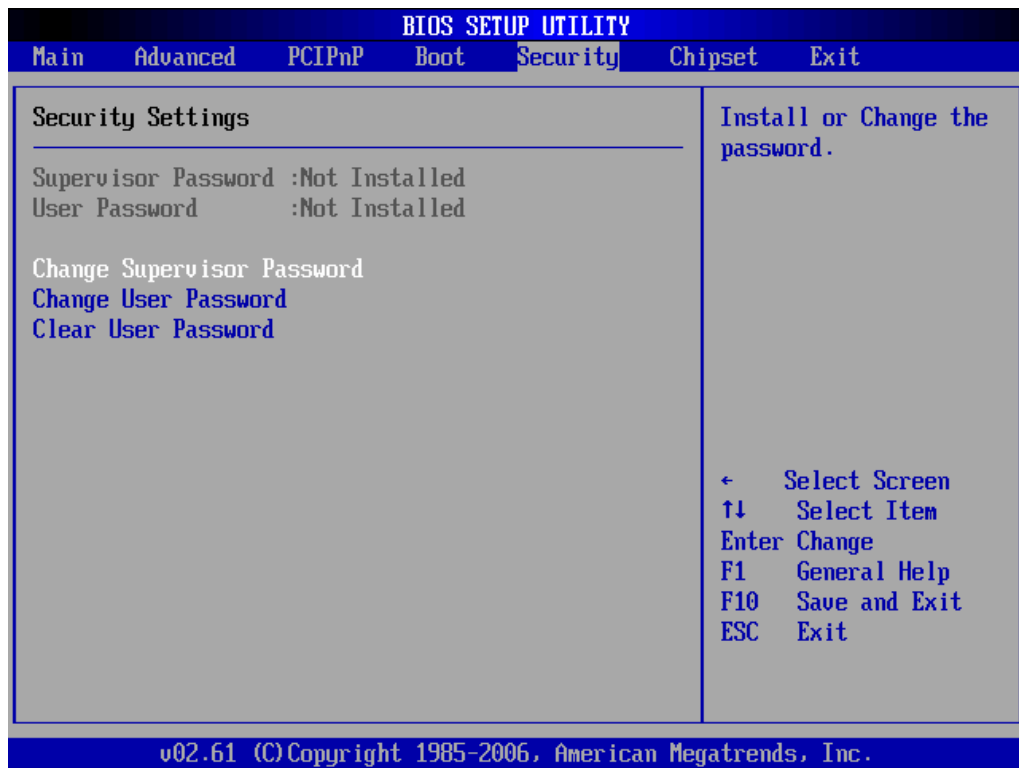 BIOS SETUP UTILITY
Main Advanced PCIPnP Boot Security Chipset Exit
Security Settings
Supervisor Password :Not Installed
User Password :Not Installed
Change Supervisor Password
Change User Password
Clear User Password
Install or Change the
password.
← Select Screen
↑↓ Select Item
Enter Change
F1 General Help
F10 Save and Exit
ESC Exit
v02.61 (C)Copyright 1985-2006, American Megatrends, Inc.